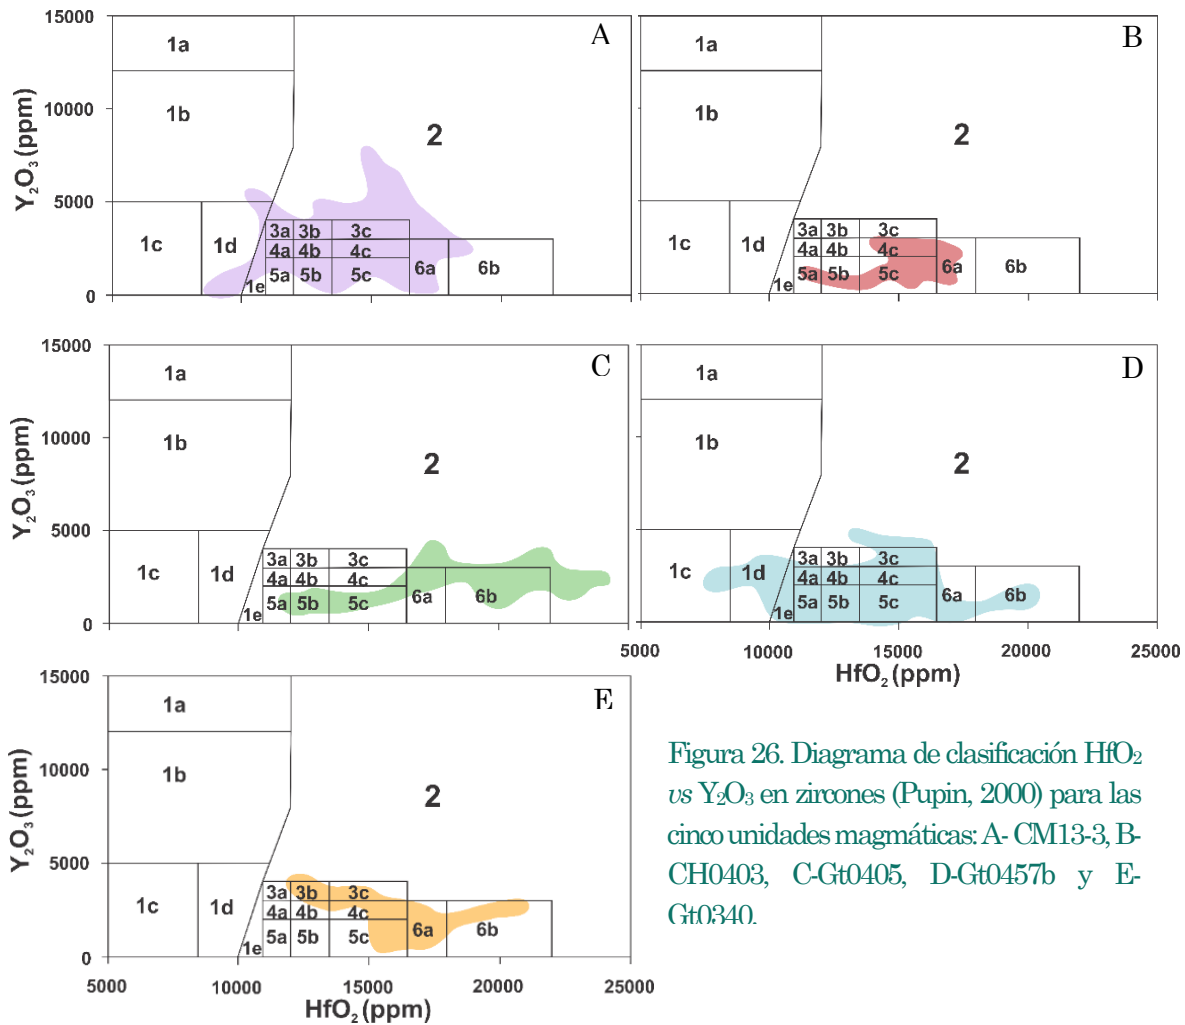 15000
A
1a
10000
1b
2
Y₂O₃ (ppm)
5000
3a 3b 3c
1c 1d 4a 4b 4c
5a 5b 5c 6a 6b
1e
0
15000
B
1a
1b
2
3a 3b 3c
1c 1d 4a 4b 4c
5a 5b 5c 6a 6b
1e
15000
C
1a
10000
1b
2
Y₂O₃ (ppm)
5000
3a 3b 3c
1c 1d 4a 4b 4c
5a 5b 5c 6a 6b
1e
0
D
1a
1b
2
3a 3b 3c
1c 1d 4a 4b 4c
5a 5b 5c 6a 6b
1e
5000 10000 15000 20000 25000
HfO₂ (ppm)
15000
E
1a
10000
1b
2
Y₂O₃ (ppm)
5000
3a 3b 3c
1c 1d 4a 4b 4c
5a 5b 5c 6a 6b
1e
0
5000 10000 15000 20000 25000
HfO₂ (ppm)
Figura 26. Diagrama de clasificación HfO₂
vs Y₂O₃ en zircones (Pupin, 2000) para las
cinco unidades magmáticas: A- CM13-3, B-
CH0403, C-Gt0405, D-Gt0457b y E-
Gt0340.